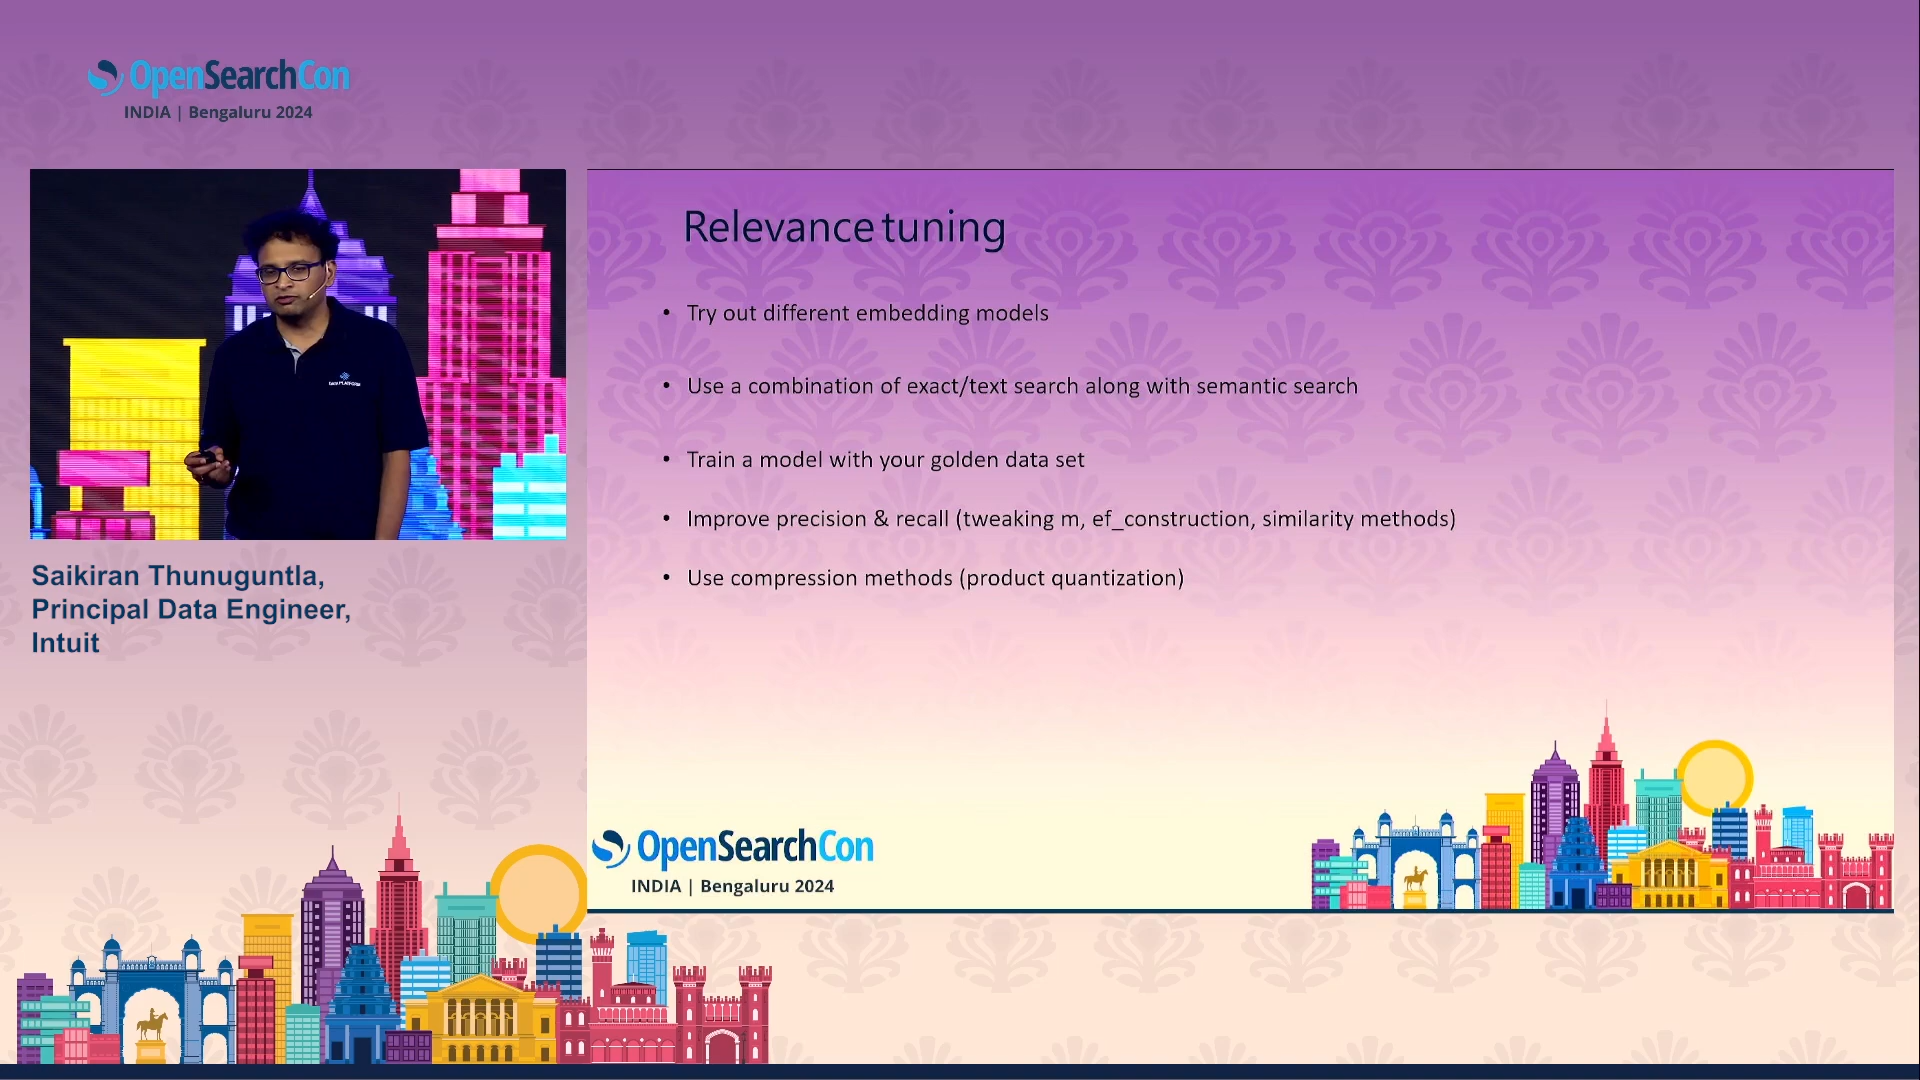 OpenSearchCon
INDIA | Bengaluru 2024
Saikiran Thunuguntla,
Principal Data Engineer,
Intuit
Relevance tuning
• Try out different embedding models
• Use a combination of exact/text search along with semantic search
• Train a model with your golden data set
• Improve precision & recall (tweaking m, ef_construction, similarity methods)
• Use compression methods (product quantization)
OpenSearchCon
INDIA | Bengaluru 2024